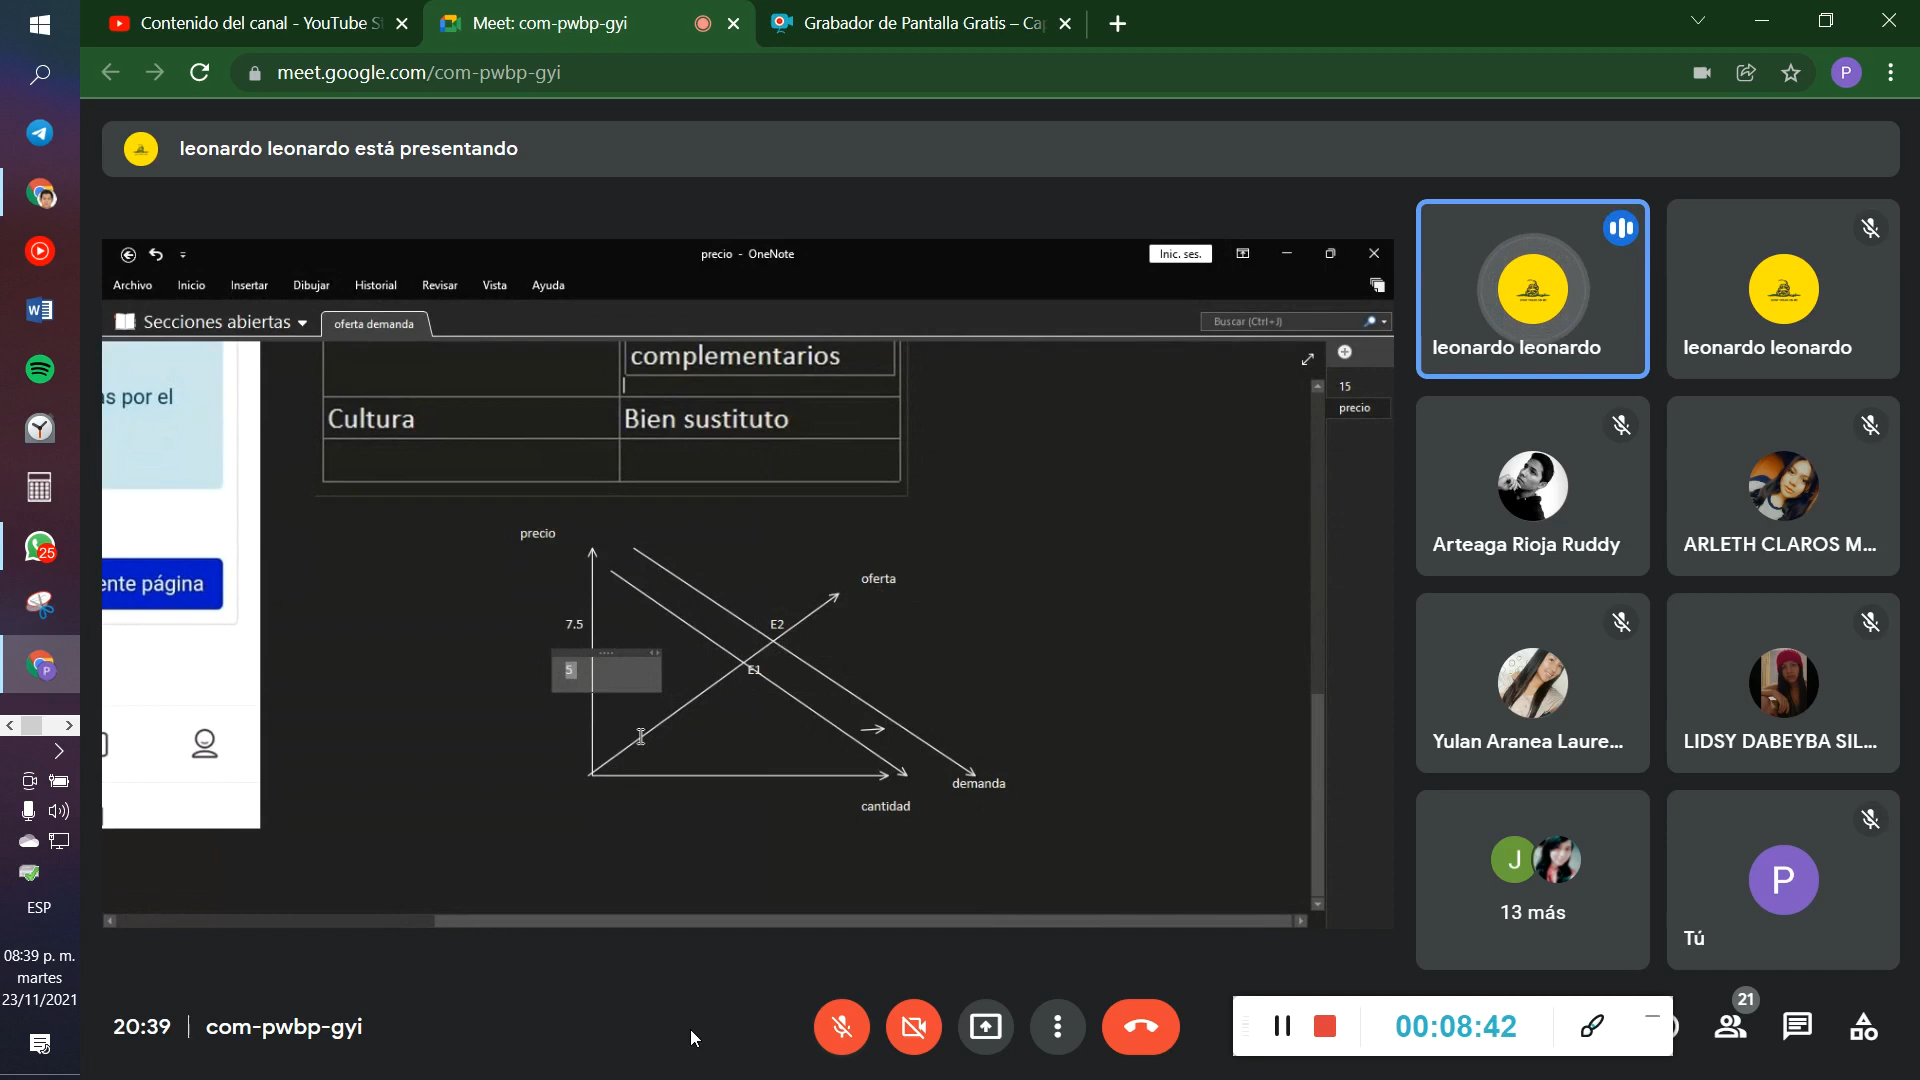 Contenido del canal - YouTube S
Meet: com-pwbp-gyi
Grabador de Pantalla Gratis – Ca
meet.google.com/com-pwbp-gyi
P
leonardo leonardo está presentando
precio - OneNote
Inic. ses.
Archivo Inicio Insertar Dibujar Historial Revisar Vista Ayuda
Secciones abiertas
oferta demanda
Buscar (Ctrl+J)
complementarios
Cultura
Bien sustituto
as por el
ente página
15
precio
precio
oferta
7.5
E2
5
E1
demanda
cantidad
leonardo leonardo
leonardo leonardo
Arteaga Rioja Ruddy
ARLETH CLAROS M...
Yulan Aranea Laure...
LIDSY DABEYBA SIL...
J
13 más
P
Tú
25
P
ESP
08:39 p. m.
martes
23/11/2021
20:39
com-pwbp-gyi
00:08:42
21